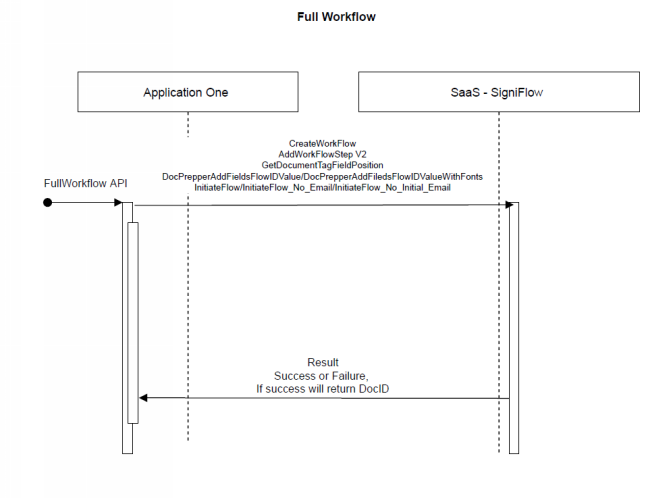 Full Workflow
Application One
SaaS - SigniFlow
CreateWorkFlow
AddWorkFlowStep V2
GetDocumentTagFieldPosition
DocPrepperAddFieldsFlowIDValue/DocPrepperAddFiledsFlowIDValueWithFonts
InitiateFlow/InitiateFlow_No_Email/InitiateFlow_No_Initial_Email
FullWorkflow API
Result
Success or Failure,
If success will return DocID